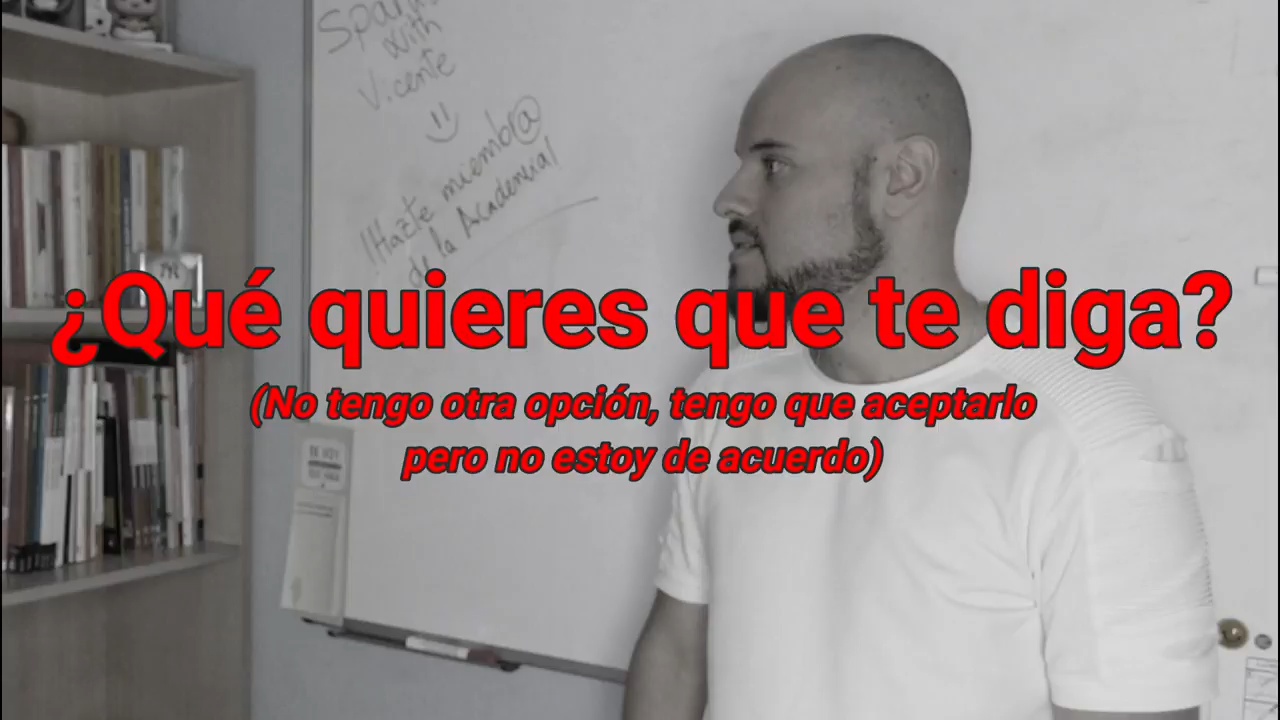 Spanish
with
Vicente
¡¡Hazte miembr@
de la Academia!
¿Qué quieres que te diga?
(No tengo otra opción, tengo que aceptarlo
pero no estoy de acuerdo)